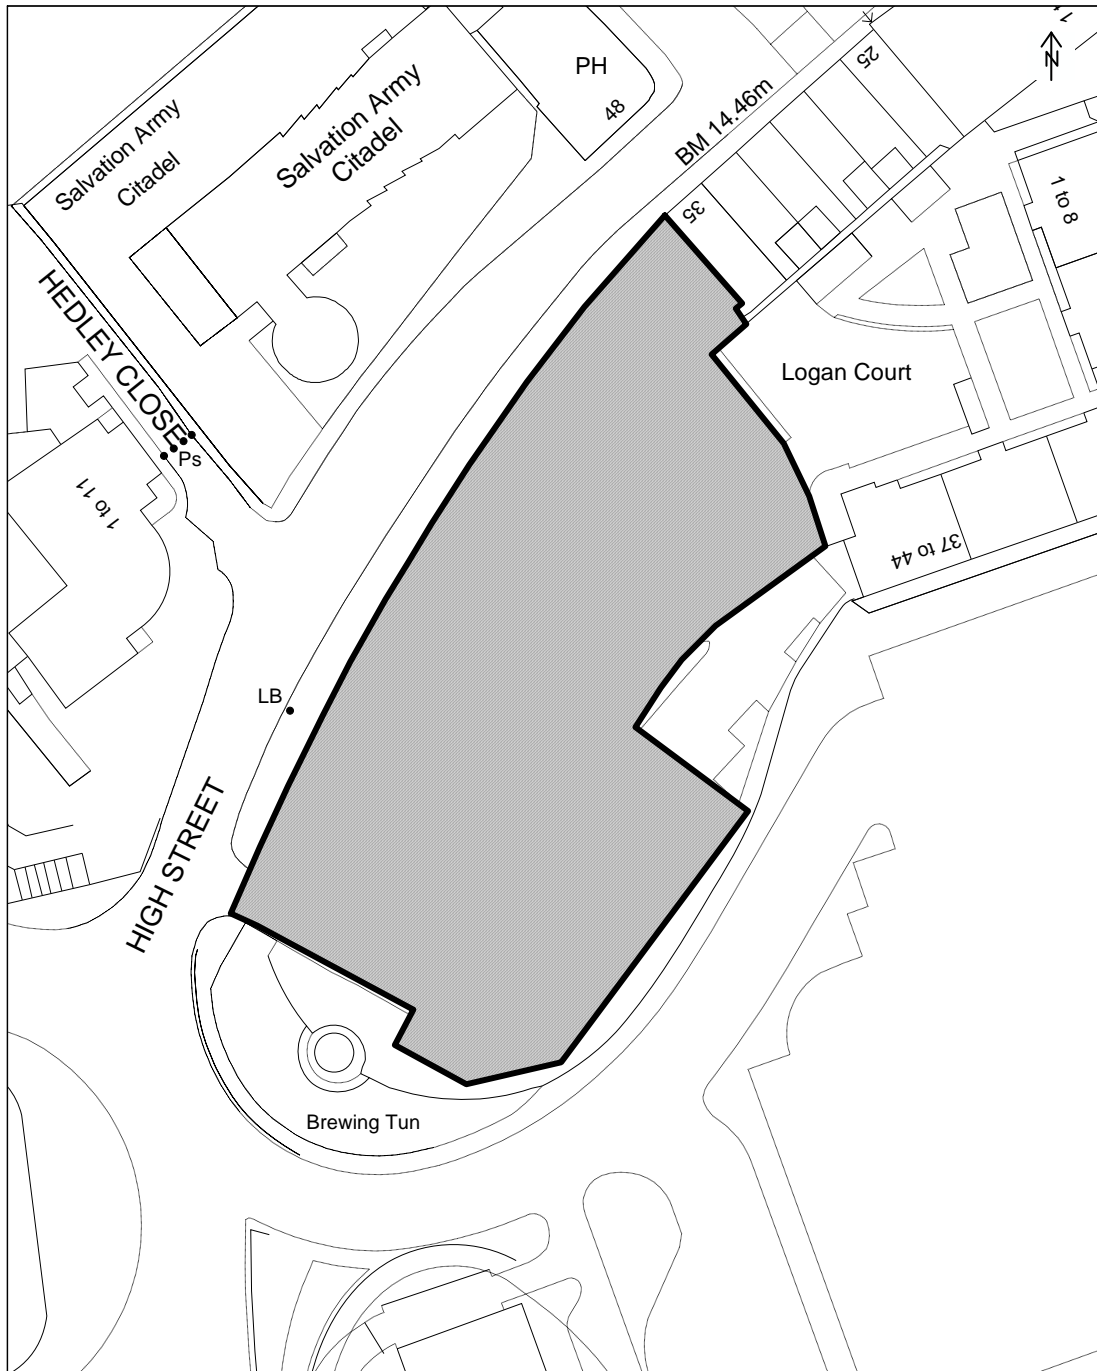 PH
48
25
N
BM 14.46m
Salvation Army
Citadel
Salvation Army
Citadel
35
1 to 8
HEDLEY CLOSE
Logan Court
Ps
1 to 11
37 to 44
LB
HIGH STREET
Brewing Tun